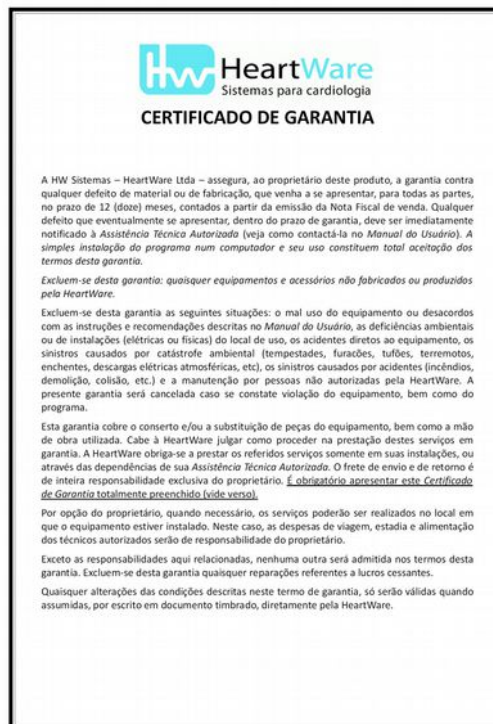 HW HeartWare
Sistemas para cardiologia
CERTIFICADO DE GARANTIA
A HW Sistemas – HeartWare Ltda – assegura, ao proprietário deste produto, a garantia contra
qualquer defeito de material ou de fabricação, que venha a se apresentar, para todas as partes,
no prazo de 12 (doze) meses, contados a partir da emissão da Nota Fiscal de venda. Qualquer
defeito que eventualmente se apresentar, dentro do prazo de garantia, deve ser imediatamente
notificado à Assistência Técnica Autorizada (veja como contactá-la no Manual do Usuário). A
simples instalação do programa num computador e seu uso constituem total aceitação dos
termos desta garantia.
Excluem-se desta garantia: quaisquer equipamentos e acessórios não fabricados ou produzidos
pela HeartWare.
Excluem-se desta garantia as seguintes situações: o mal uso do equipamento ou desacordos
com as instruções e recomendações descritas no Manual do Usuário, as deficiências ambientais
ou de instalações (elétricas ou físicas) do local de uso, os acidentes diretos ao equipamento, os
sinistros causados por catástrofe ambiental (tempestades, furacões, tufões, terremotos,
enchentes, descargas elétricas atmosféricas, etc), os sinistros causados por acidentes (incêndios,
demolição, colisão, etc.) e a manutenção por pessoas não autorizadas pela HeartWare. A
presente garantia será cancelada caso se constate violação do equipamento, bem como do
programa.
Esta garantia cobre o conserto e/ou a substituição de peças do equipamento, bem como a mão
de obra utilizada. Cabe à HeartWare julgar como proceder na prestação destes serviços em
garantia. A HeartWare obriga-se a prestar os referidos serviços somente em suas instalações, ou
através das dependências de sua Assistência Técnica Autorizada. O frete de envio e de retorno é
de inteira responsabilidade exclusiva do proprietário. É obrigatório apresentar este Certificado
de Garantia totalmente preenchido (vide verso).
Por opção do proprietário, quando necessário, os serviços poderão ser realizados no local em
que o equipamento estiver instalado. Neste caso, as despesas de viagem, estadia e alimentação
dos técnicos autorizados serão de responsabilidade do proprietário.
Exceto as responsabilidades aqui relacionadas, nenhuma outra será admitida nos termos desta
garantia. Excluem-se desta garantia quaisquer reparações referentes a lucros cessantes.
Quaisquer alterações das condições descritas neste termo de garantia, só serão válidas quando
assumidas, por escrito em documento timbrado, diretamente pela HeartWare.